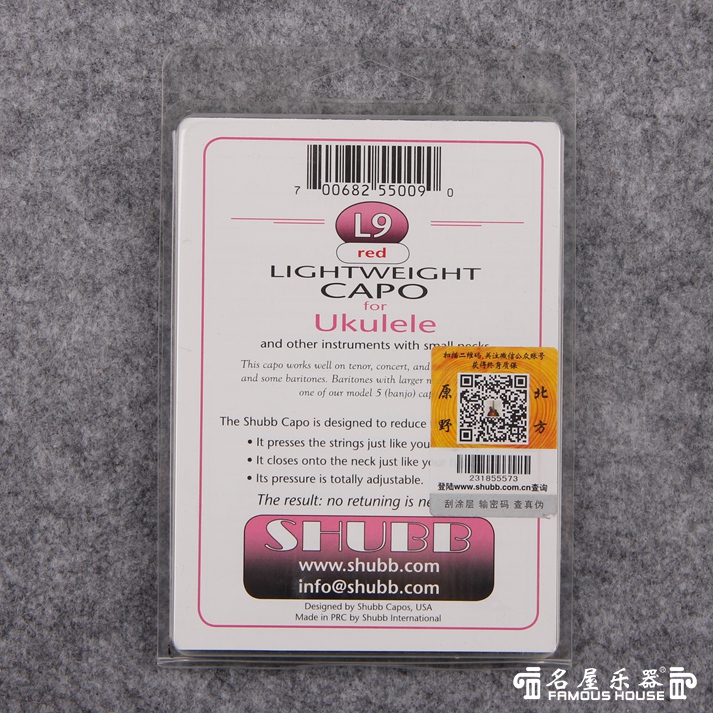 7 00682 55009 0
L9
red
LIGHTWEIGHT
CAPO
for
Ukulele
and other instruments with small necks
This capo works well on tenor, concert, and
and some baritones. Baritones with larger
one of our model 5 (banjo)
The Shubb Capo is designed to reduce
• It presses the strings just like
• It closes onto the neck just like
• Its pressure is totally adjustable.
The result: no retuning is
扫描二维码,关注微信公众账号
获得终身质保
原野
北方
231855573
登陆www.shubb.com.cn查询
刮涂层 输密码 查真伪
SHUBB
www.shubb.com
info@shubb.com
Designed by Shubb Capos, USA
Made in PRC by Shubb International
名屋乐器®
FAMOUS HOUSE